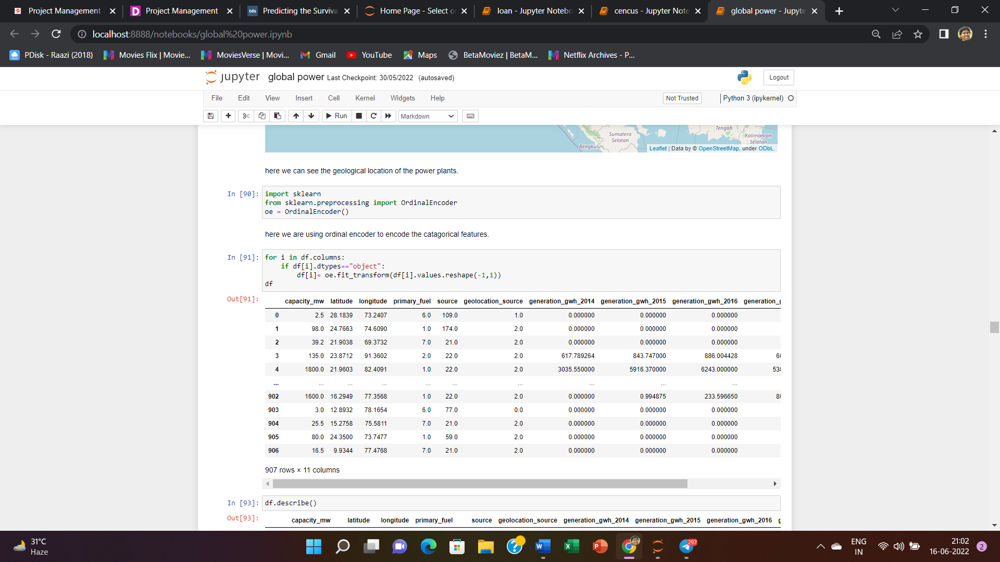 Project Management
Project Management
tds Predicting the Surviva
Home Page - Select o
loan - Jupyter Notebo
cencus - Jupyter Note
global power - Jupyte
localhost:8888/notebooks/global%20power.ipynb
PDisk - Raazi (2018)
Movies Flix | Movie...
MoviesVerse | Movi...
Gmail
YouTube
Maps
BetaMoviez | BetaM...
Netflix Archives - P...
jupyter global power Last Checkpoint: 30/05/2022 (autosaved)
Logout
File Edit View Insert Cell Kernel Widgets Help
Not Trusted
Python 3 (ipykernel)
Run
Markdown
Tengah
Sumatera
Selatan
Kalimantan
Selatan
Bengkulu
Leaflet | Data by © OpenStreetMap, under ODbL.
here we can see the geological location of the power plants.
In [90]: import sklearn
from sklearn.preprocessing import OrdinalEncoder
oe = OrdinalEncoder()
here we are using ordinal encoder to encode the catagorical features.
In [91]: for i in df.columns:
if df[i].dtypes=="object":
df[i]= oe.fit_transform(df[i].values.reshape(-1,1))
df
Out[91]:
capacity_mw latitude longitude primary_fuel source geolocation_source generation_gwh_2014 generation_gwh_2015 generation_gwh_2016 generation_g
0 2.5 28.1839 73.2407 6.0 109.0 1.0 0.000000 0.000000 0.000000
1 98.0 24.7663 74.6090 1.0 174.0 2.0 0.000000 0.000000 0.000000
2 39.2 21.9038 69.3732 7.0 21.0 2.0 0.000000 0.000000 0.000000
3 135.0 23.8712 91.3602 2.0 22.0 2.0 617.789264 843.747000 886.004428 66
4 1800.0 21.9603 82.4091 1.0 22.0 2.0 3035.550000 5916.370000 6243.000000 538
... ... ... ... ... ... ... ... ... ...
902 1600.0 16.2949 77.3568 1.0 22.0 2.0 0.000000 0.994875 233.596650 86
903 3.0 12.8932 78.1654 6.0 77.0 0.0 0.000000 0.000000 0.000000
904 25.5 15.2758 75.5811 7.0 21.0 2.0 0.000000 0.000000 0.000000
905 80.0 24.3500 73.7477 1.0 59.0 2.0 0.000000 0.000000 0.000000
906 16.5 9.9344 77.4768 7.0 21.0 2.0 0.000000 0.000000 0.000000
907 rows × 11 columns
In [93]: df.describe()
Out[93]:
capacity_mw latitude longitude primary_fuel source geolocation_source generation_gwh_2014 generation_gwh_2015 generation_gwh_2016 g
31°C
Haze
297
ENG
IN
21:02
16-06-2022
2